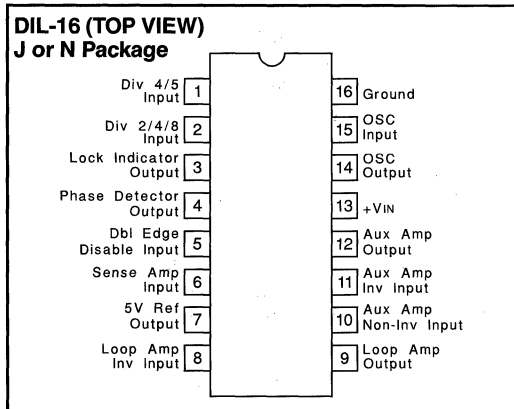 DIL-16 (TOP VIEW)
J or N Package
Div 4/5
Input 1
Div 2/4/8
Input 2
Lock Indicator
Output 3
Phase Detector
Output 4
Dbl Edge
Disable Input 5
Sense Amp
Input 6
5V Ref
Output 7
Loop Amp
Inv Input 8
16 Ground
15 OSC
Input
14 OSC
Output
13 +VIN
12 Aux Amp
Output
11 Aux Amp
Inv Input
10 Aux Amp
Non-Inv Input
9 Loop Amp
Output